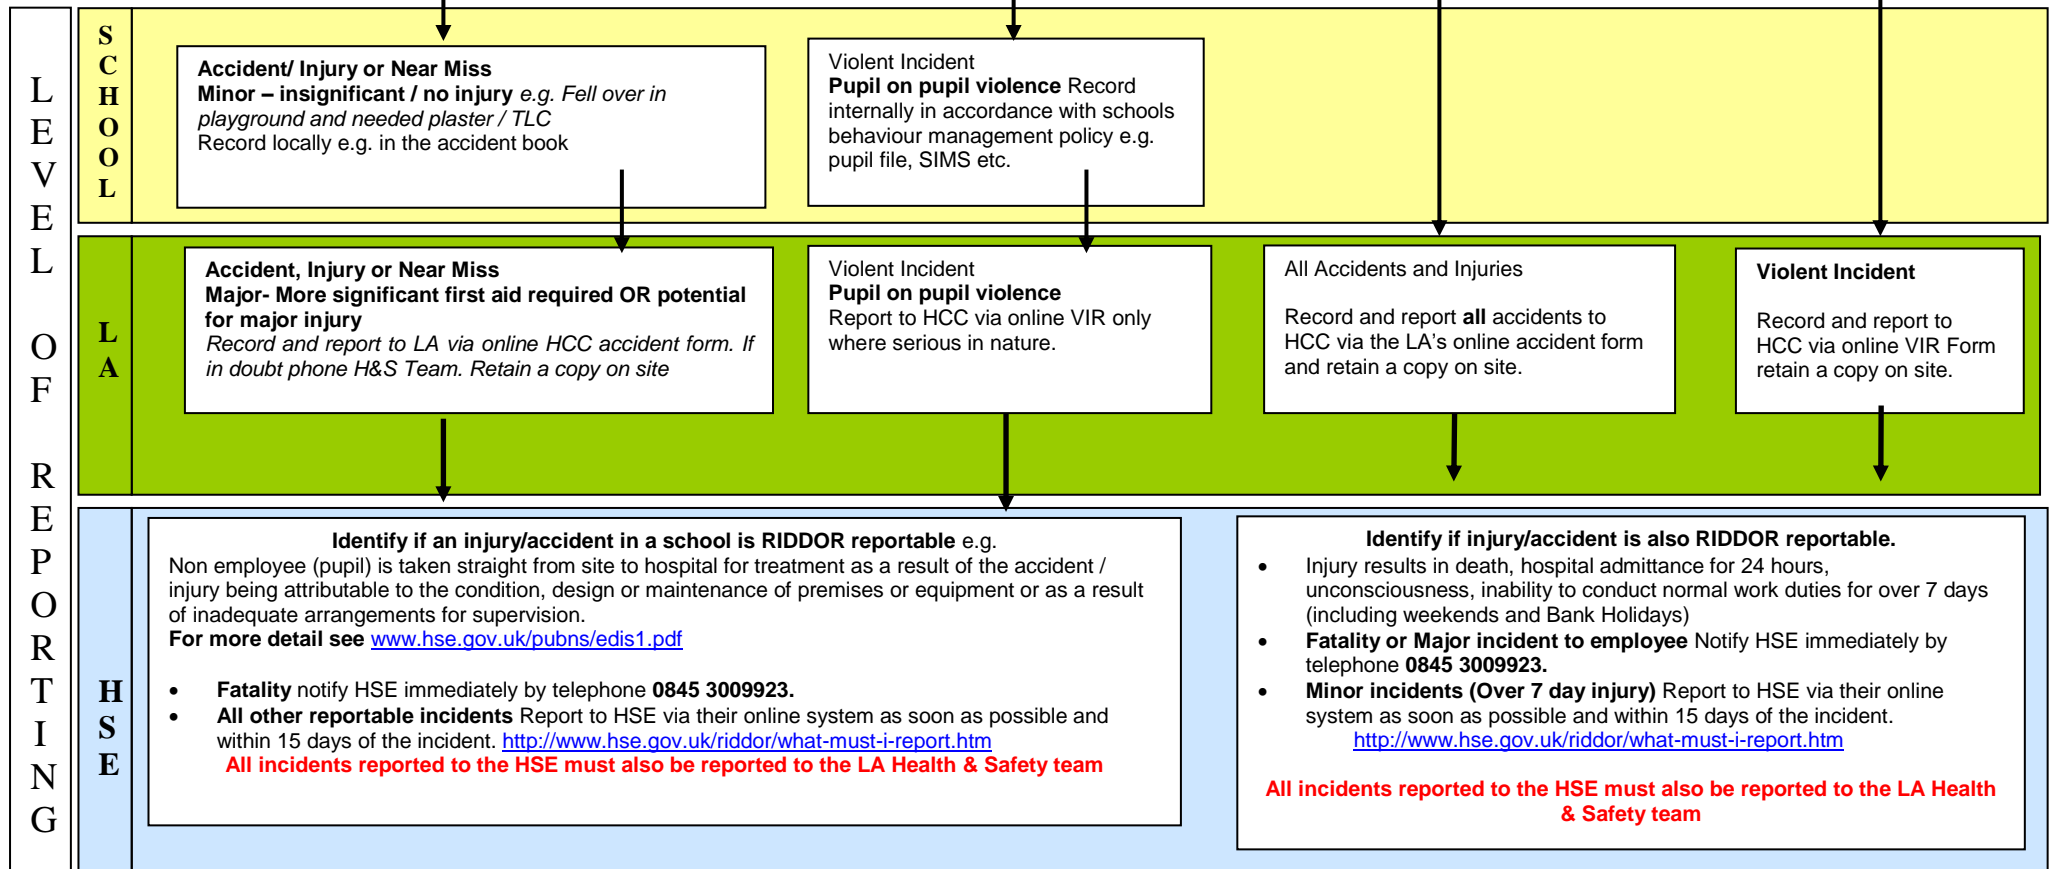 LEVEL OF REPORTING
SCHOOL
Accident/ Injury or Near Miss
Minor – insignificant / no injury e.g. Fell over in
playground and needed plaster / TLC
Record locally e.g. in the accident book
Violent Incident
Pupil on pupil violence Record
internally in accordance with schools
behaviour management policy e.g.
pupil file, SIMS etc.
LA
Accident, Injury or Near Miss
Major- More significant first aid required OR potential
for major injury
Record and report to LA via online HCC accident form. If
in doubt phone H&S Team. Retain a copy on site
Violent Incident
Pupil on pupil violence
Report to HCC via online VIR only
where serious in nature.
All Accidents and Injuries
Record and report all accidents to
HCC via the LA's online accident form
and retain a copy on site.
Violent Incident
Record and report to
HCC via online VIR Form
retain a copy on site.
HSE
Identify if an injury/accident in a school is RIDDOR reportable e.g.
Non employee (pupil) is taken straight from site to hospital for treatment as a result of the accident /
injury being attributable to the condition, design or maintenance of premises or equipment or as a result
of inadequate arrangements for supervision.
For more detail see www.hse.gov.uk/pubns/edis1.pdf
• Fatality notify HSE immediately by telephone 0845 3009923.
• All other reportable incidents Report to HSE via their online system as soon as possible and
within 15 days of the incident. http://www.hse.gov.uk/riddor/what-must-i-report.htm
All incidents reported to the HSE must also be reported to the LA Health & Safety team
Identify if injury/accident is also RIDDOR reportable.
• Injury results in death, hospital admittance for 24 hours,
unconsciousness, inability to conduct normal work duties for over 7 days
(including weekends and Bank Holidays)
• Fatality or Major incident to employee Notify HSE immediately by
telephone 0845 3009923.
• Minor incidents (Over 7 day injury) Report to HSE via their online
system as soon as possible and within 15 days of the incident.
http://www.hse.gov.uk/riddor/what-must-i-report.htm
All incidents reported to the HSE must also be reported to the LA Health
& Safety team